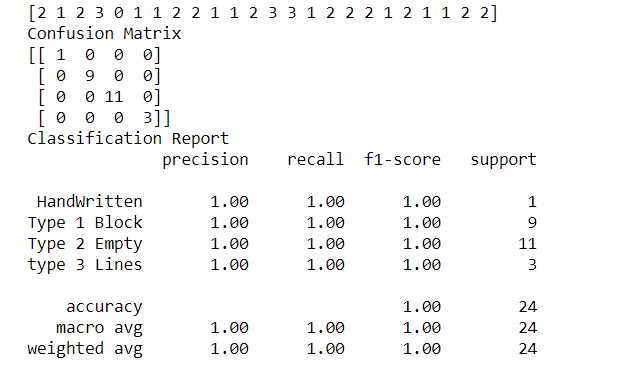 [2 1 2 3 0 1 1 2 2 1 1 2 3 3 1 2 2 2 1 2 1 1 2 2]
Confusion Matrix
[[ 1  0  0  0]
 [ 0  9  0  0]
 [ 0  0 11  0]
 [ 0  0  0  3]]
Classification Report
              precision    recall  f1-score   support

 HandWritten       1.00      1.00      1.00         1
Type 1 Block       1.00      1.00      1.00         9
Type 2 Empty       1.00      1.00      1.00        11
type 3 Lines       1.00      1.00      1.00         3

    accuracy                           1.00        24
   macro avg       1.00      1.00      1.00        24
weighted avg       1.00      1.00      1.00        24